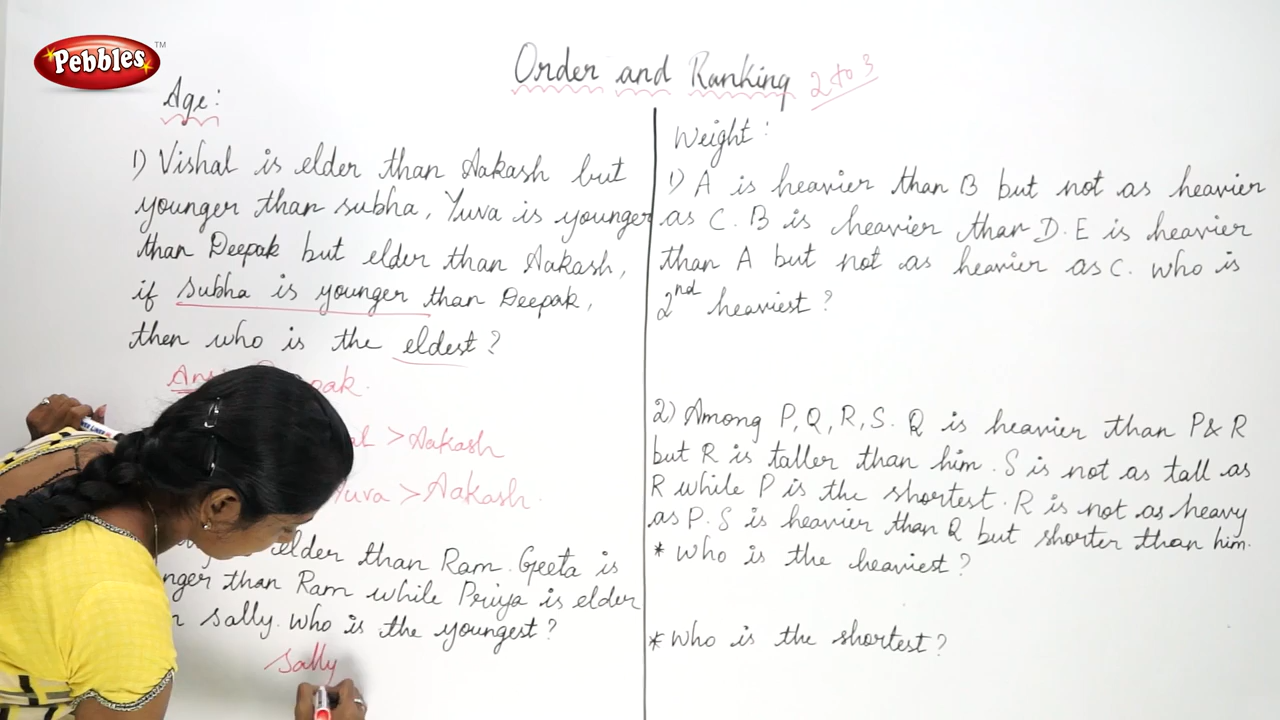 Pebbles TM
Order and Ranking 2 to 3
Age:
1) Vishal is elder than Aakash but
younger than subha, Yuva is younger
than Deepak but elder than Aakash,
if subha is younger than Deepak,
then who is the eldest?
> Aakash
Yuva > Aakash.
elder than Ram. Geeta is
than Ram while Priya is elder
sally. who is the youngest?
sally
Weight:
1) A is heavier than B but not as heavier
as C. B is heavier than D. E is heavier
than A but not as heavier as C. who is
2nd heaviest?
2) Among P, Q, R, S. Q is heavier than P & R
but R is taller than him. S is not as tall as
R while P is the shortest. R is not as heavy
as P. S is heavier than Q but shorter than him.
* who is the heaviest?
* who is the shortest?